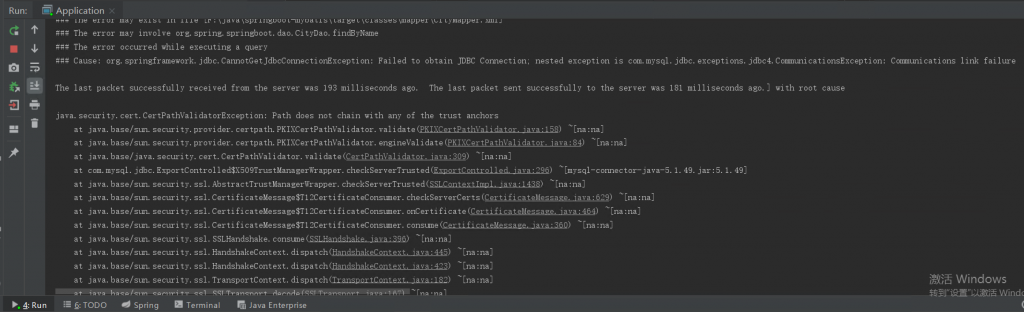 Run: Application ×
### The error may exist in file [F:\java\springboot-mybatis\target\classes\mapper\CityMapper.xml]
### The error may involve org.spring.springboot.dao.CityDao.findByName
### The error occurred while executing a query
### Cause: org.springframework.jdbc.CannotGetJdbcConnectionException: Failed to obtain JDBC Connection; nested exception is com.mysql.jdbc.exceptions.jdbc4.CommunicationsException: Communications link failure
The last packet successfully received from the server was 193 milliseconds ago.  The last packet sent successfully to the server was 181 milliseconds ago.] with root cause
java.security.cert.CertPathValidatorException: Path does not chain with any of the trust anchors
at java.base/sun.security.provider.certpath.PKIXCertPathValidator.validate(PKIXCertPathValidator.java:158) ~[na:na]
at java.base/sun.security.provider.certpath.PKIXCertPathValidator.engineValidate(PKIXCertPathValidator.java:84) ~[na:na]
at java.base/java.security.cert.CertPathValidator.validate(CertPathValidator.java:309) ~[na:na]
at com.mysql.jdbc.ExportControlled$X509TrustManagerWrapper.checkServerTrusted(ExportControlled.java:296) ~[mysql-connector-java-5.1.49.jar:5.1.49]
at java.base/sun.security.ssl.AbstractTrustManagerWrapper.checkServerTrusted(SSLContextImpl.java:1438) ~[na:na]
at java.base/sun.security.ssl.CertificateMessage$T12CertificateConsumer.checkServerCerts(CertificateMessage.java:629) ~[na:na]
at java.base/sun.security.ssl.CertificateMessage$T12CertificateConsumer.onCertificate(CertificateMessage.java:464) ~[na:na]
at java.base/sun.security.ssl.CertificateMessage$T12CertificateConsumer.consume(CertificateMessage.java:360) ~[na:na]
at java.base/sun.security.ssl.SSLHandshake.consume(SSLHandshake.java:396) ~[na:na]
at java.base/sun.security.ssl.HandshakeContext.dispatch(HandshakeContext.java:445) ~[na:na]
at java.base/sun.security.ssl.HandshakeContext.dispatch(HandshakeContext.java:423) ~[na:na]
at java.base/sun.security.ssl.TransportContext.dispatch(TransportContext.java:182) ~[na:na]
at java.base/sun.security.ssl.SSLTransport.decode(SSLTransport.java:167) ~[na:na]
激活 Windows
转到"设置"以激活 Wind
4: Run 6: TODO Spring Terminal Java Enterprise